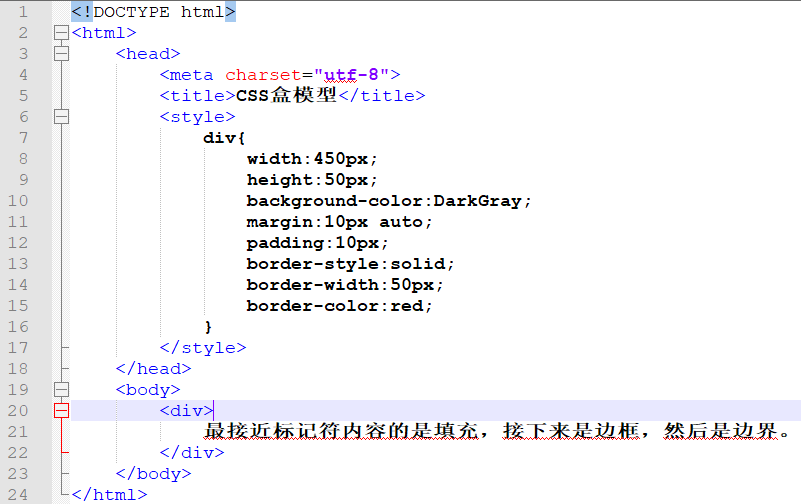 1 <!DOCTYPE html>
2 <html>
3 <head>
4 <meta charset="utf-8">
5 <title>CSS盒模型</title>
6 <style>
7 div{
8 width:450px;
9 height:50px;
10 background-color:DarkGray;
11 margin:10px auto;
12 padding:10px;
13 border-style:solid;
14 border-width:50px;
15 border-color:red;
16 }
17 </style>
18 </head>
19 <body>
20 <div>
21 最接近标记符内容的是填充，接下来是边框，然后是边界。
22 </div>
23 </body>
24 </html>